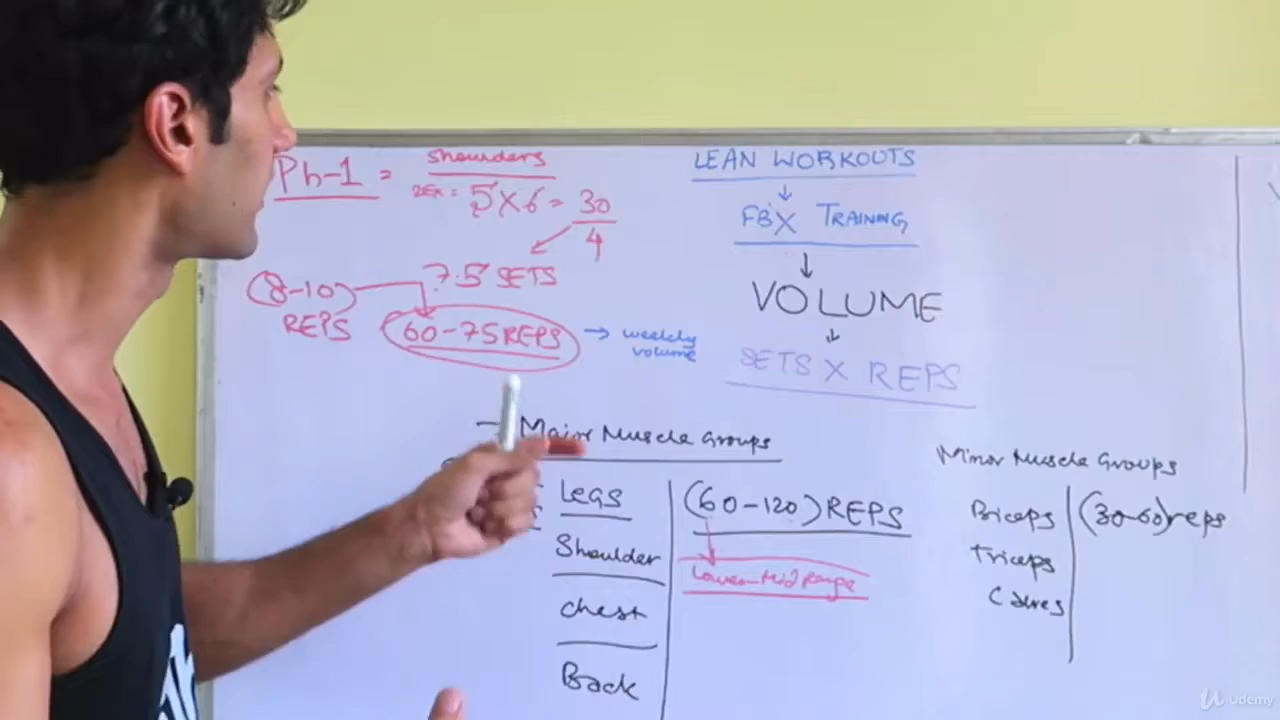 Ph-1 =
Shoulders
5 X 6 = 30
4
7.5 SETS
8-10
REPS
60-75 REPS → weekly
volume
LEAN WORKOUTS
↓
FBX TRAINING
↓
VOLUME
↓
SETS X REPS
→ Major Muscle Groups
Legs
(60-120) REPS
Shoulder
Lower-Mid Range
Chest
Back
Minor Muscle Groups
Biceps
(30-60) reps
Triceps
Calves
Udemy